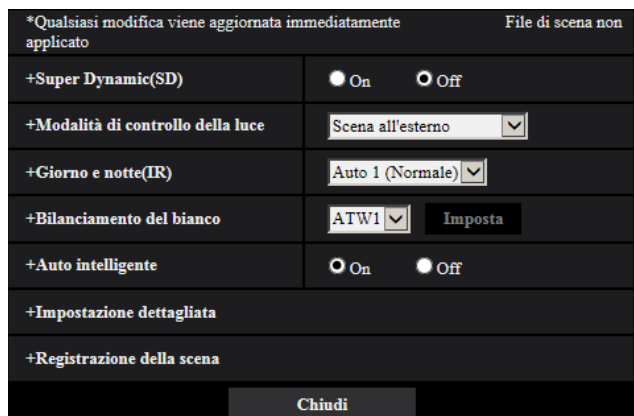 *Qualsiasi modifica viene aggiornata immediatamente File di scena non
applicato
+Super Dynamic(SD) On Off
+Modalità di controllo della luce Scena all'esterno
+Giorno e notte(IR) Auto 1 (Normale)
+Bilanciamento del bianco ATW1 Imposta
+Auto intelligente On Off
+Impostazione dettagliata
+Registrazione della scena
Chiudi